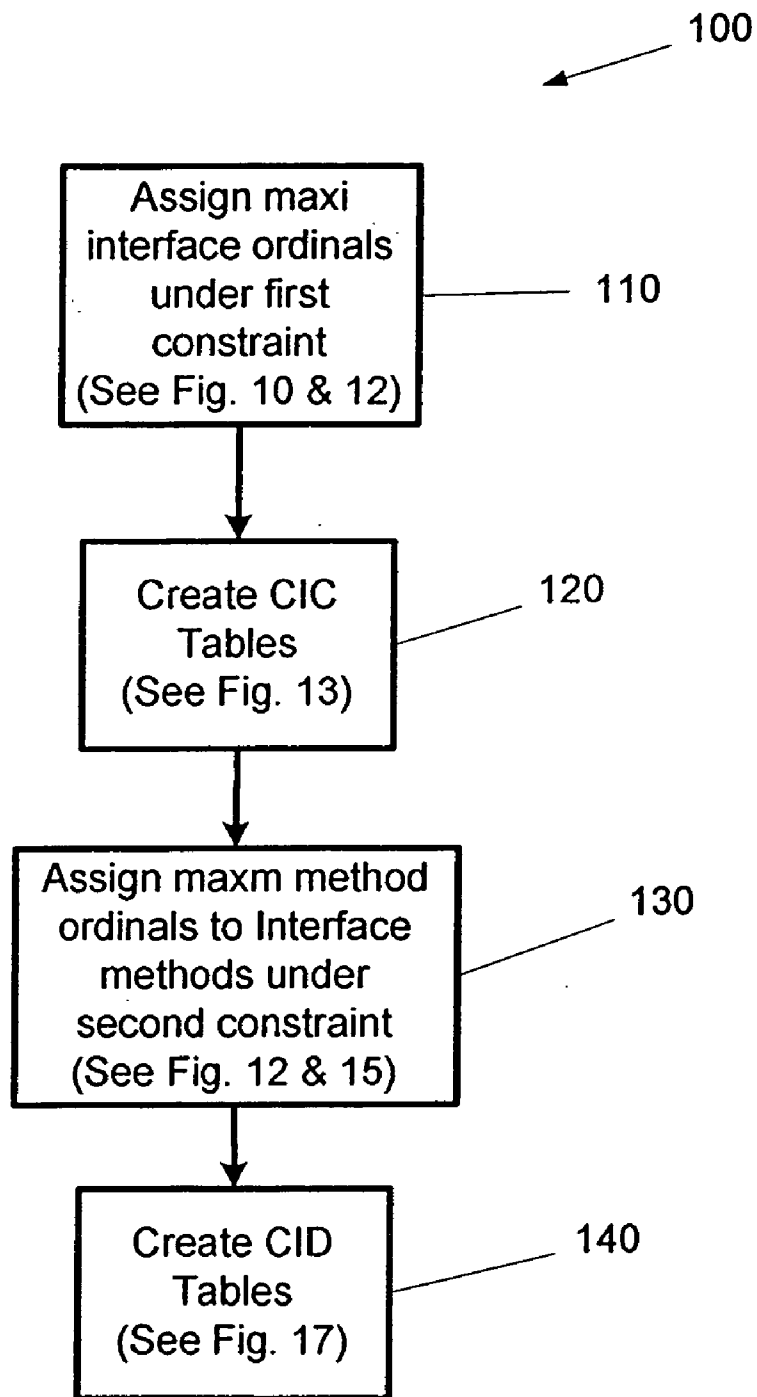 100
Assign maxi
interface ordinals
under first
constraint
(See Fig. 10 & 12)
110
Create CIC
Tables
(See Fig. 13)
120
Assign maxm method
ordinals to Interface
methods under
second constraint
(See Fig. 12 & 15)
130
Create CID
Tables
(See Fig. 17)
140